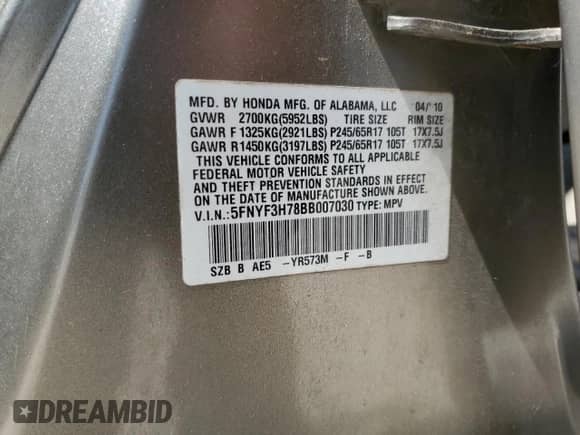 MFD. BY HONDA MFG. OF ALABAMA, LLC 04/'10
GVWR 2700KG(5952LBS) TIRE SIZE RIM SIZE
GAWR F 1325KG(2921LBS) P245/65R17 105T 17X7.5J
GAWR R 1450KG(3197LBS) P245/65R17 105T 17X7.5J
THIS VEHICLE CONFORMS TO ALL APPLICABLE
FEDERAL MOTOR VEHICLE SAFETY
AND THEFT PREVENTION STANDARDS IN EFFECT
ON THE DATE OF MANUFACTURE SHOWN ABOVE.
V.I.N.:5FNYF3H78BB007030 TYPE: MPV
SZB B AE5 -YR573M -F -B
DREAMBID